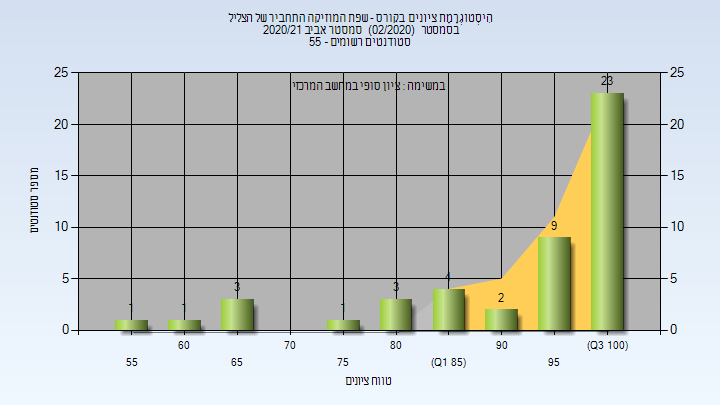 היסטוגרמת ציונים בקורס - שפת המוזיקה התחביר של הצליל
בסמסטר (02/2020) סמסטר אביב 2020/21
סטודנטים רשומים - 55
במשימה : ציון סופי במחשב המרכזי
מספר סטודנטים
25 25
20 20
15 15
10 10
5 5
0 0
1 1 3 1 3 4 2 9 23
55 60 65 70 75 80 (Q1 85) 90 95 (Q3 100)
טווח ציונים